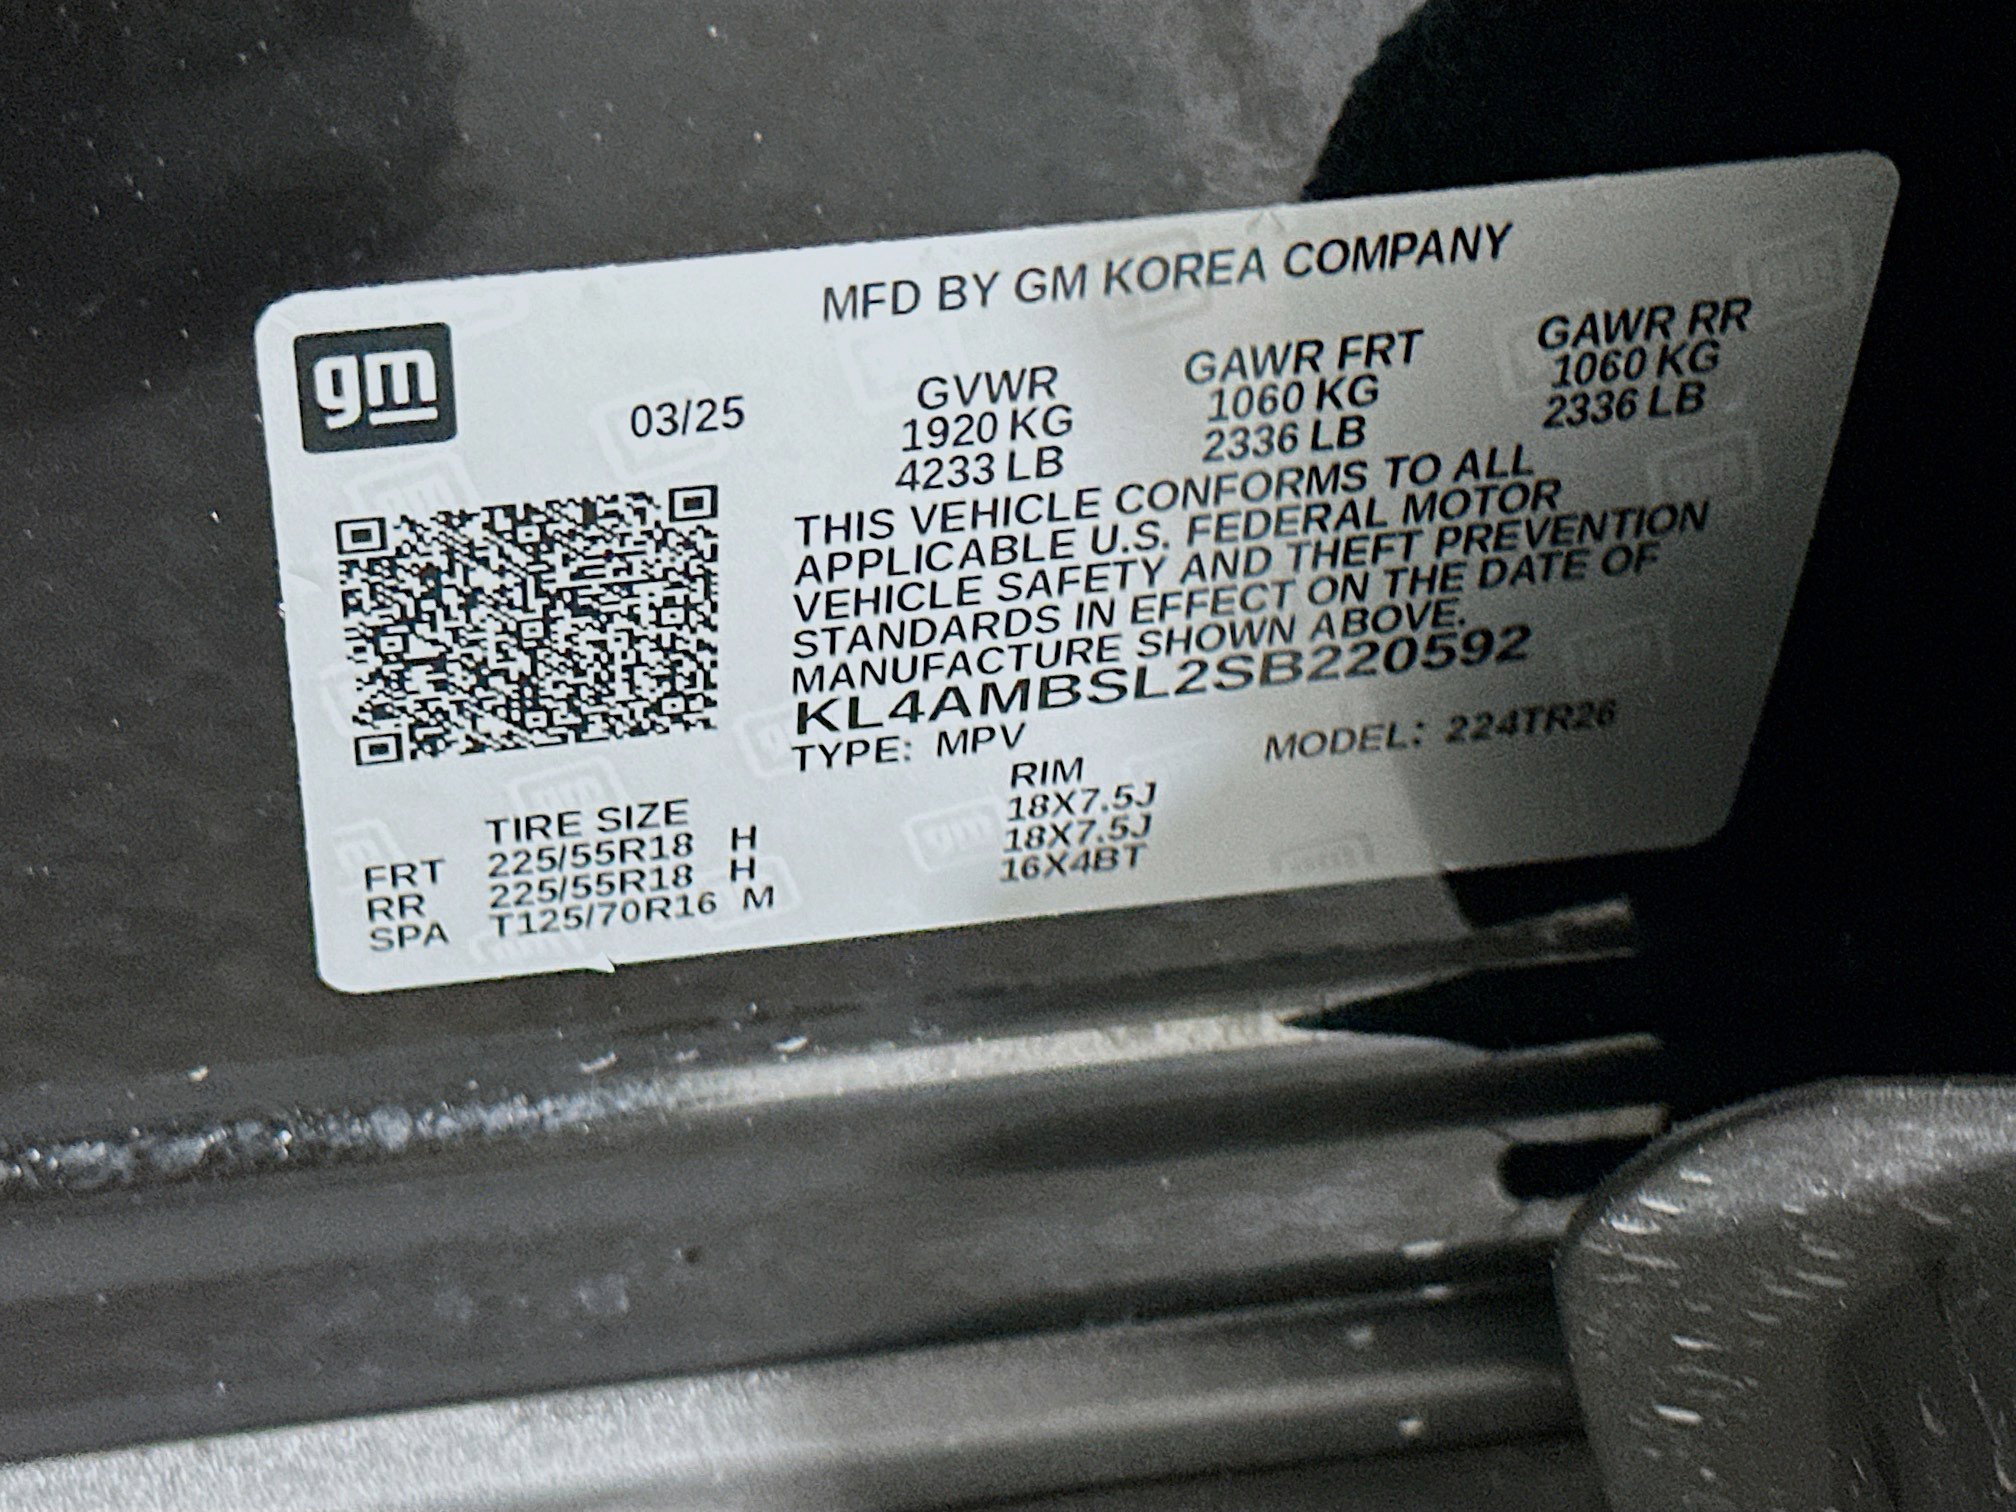 MFD BY GM KOREA COMPANY
gm
03/25
GVWR GAWR FRT GAWR RR
1920 KG 1060 KG 1060 KG
4233 LB 2336 LB 2336 LB
THIS VEHICLE CONFORMS TO ALL
APPLICABLE U.S. FEDERAL MOTOR
VEHICLE SAFETY AND THEFT PREVENTION
STANDARDS IN EFFECT ON THE DATE OF
MANUFACTURE SHOWN ABOVE.
KL4AMBSL2SB220592
TYPE: MPV MODEL: 224TR26
TIRE SIZE RIM
FRT 225/55R18 H 18X7.5J
RR 225/55R18 H 18X7.5J
SPA T125/70R16 M 16X4BT